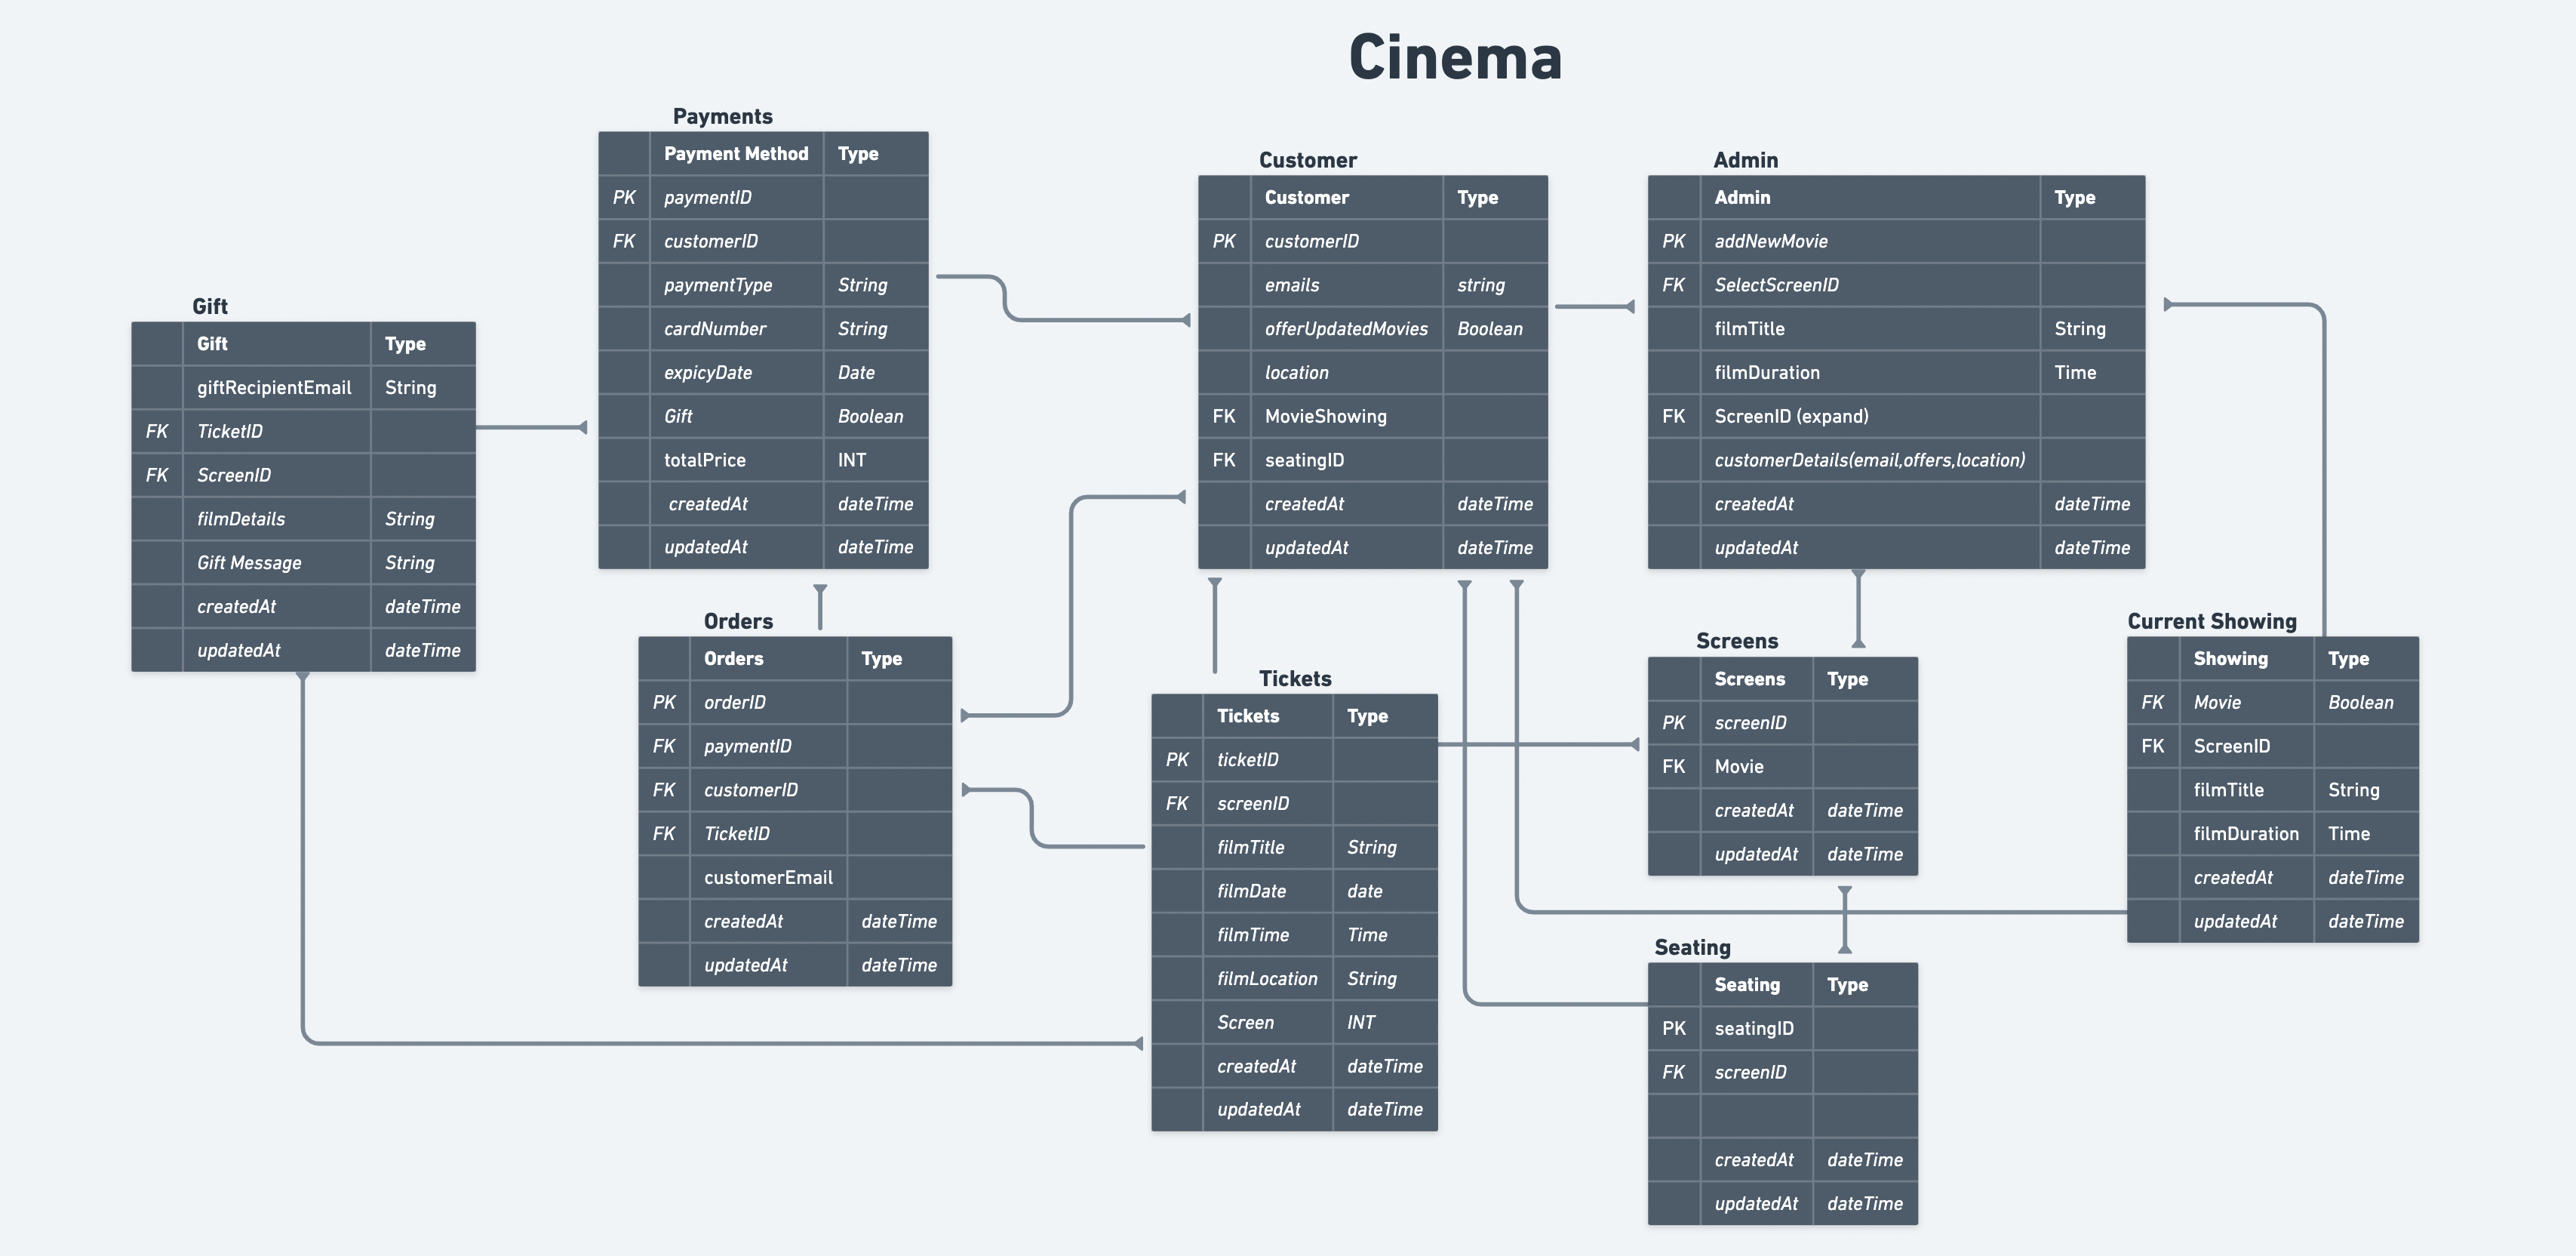 Cinema
Payments
Payment Method Type
PK paymentID
FK customerID
paymentType String
cardNumber String
expicyDate Date
Gift Boolean
totalPrice INT
createdAt dateTime
updatedAt dateTime
Customer
Customer Type
PK customerID
emails string
offerUpdatedMovies Boolean
location
FK MovieShowing
FK seatingID
createdAt dateTime
updatedAt dateTime
Admin
Admin Type
PK addNewMovie
FK SelectScreenID
filmTitle String
filmDuration Time
FK ScreenID (expand)
customerDetails(email,offers,location)
createdAt dateTime
updatedAt dateTime
Gift
Gift Type
giftRecipientEmail String
FK TicketID
FK ScreenID
filmDetails String
Gift Message String
createdAt dateTime
updatedAt dateTime
Orders
Orders Type
PK orderID
FK paymentID
FK customerID
FK TicketID
customerEmail
createdAt dateTime
updatedAt dateTime
Tickets
Tickets Type
PK ticketID
FK screenID
filmTitle String
filmDate date
filmTime Time
filmLocation String
Screen INT
createdAt dateTime
updatedAt dateTime
Screens
Screens Type
PK screenID
FK Movie
createdAt dateTime
updatedAt dateTime
Current Showing
Showing Type
FK Movie Boolean
FK ScreenID
filmTitle String
filmDuration Time
createdAt dateTime
updatedAt dateTime
Seating
Seating Type
PK seatingID
FK screenID
createdAt dateTime
updatedAt dateTime